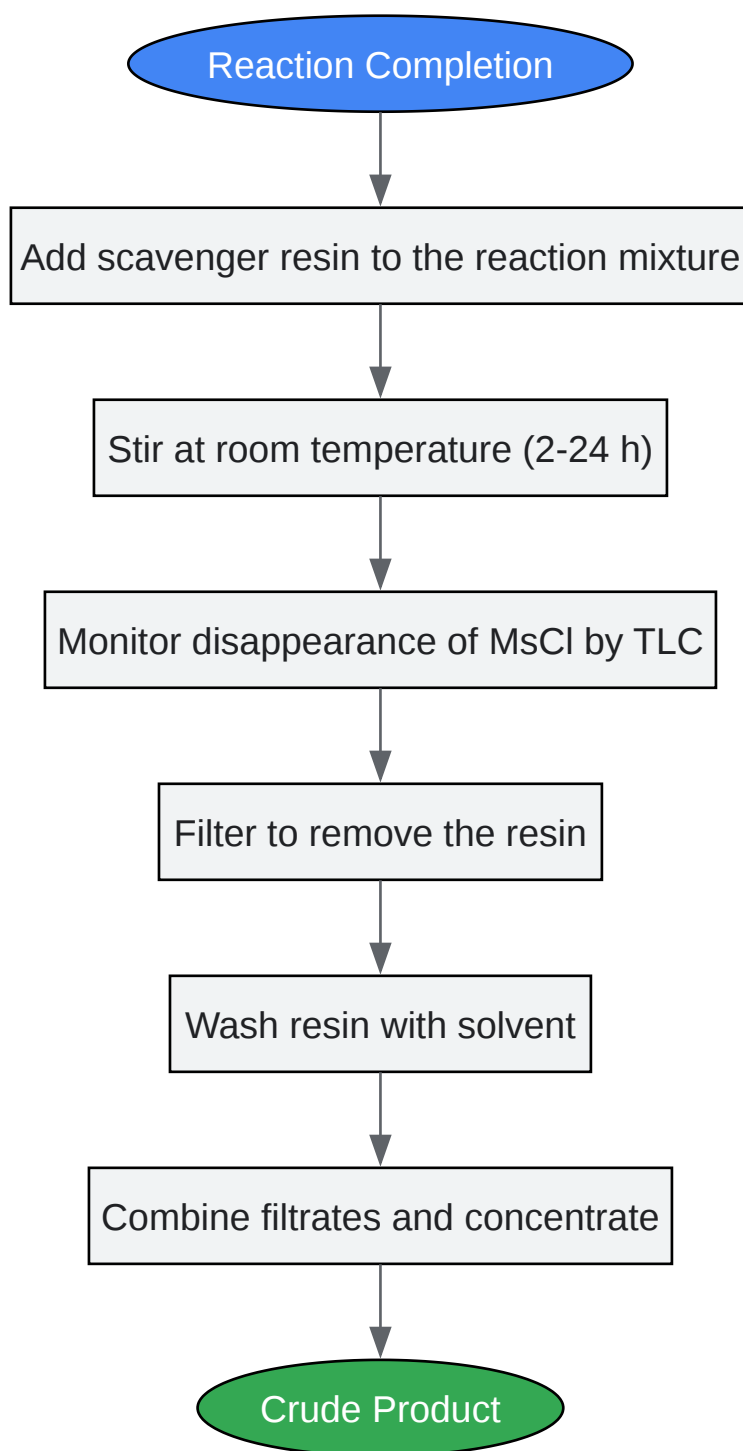 Reaction Completion
Add scavenger resin to the reaction mixture
Stir at room temperature (2-24 h)
Monitor disappearance of MsCl by TLC
Filter to remove the resin
Wash resin with solvent
Combine filtrates and concentrate
Crude Product